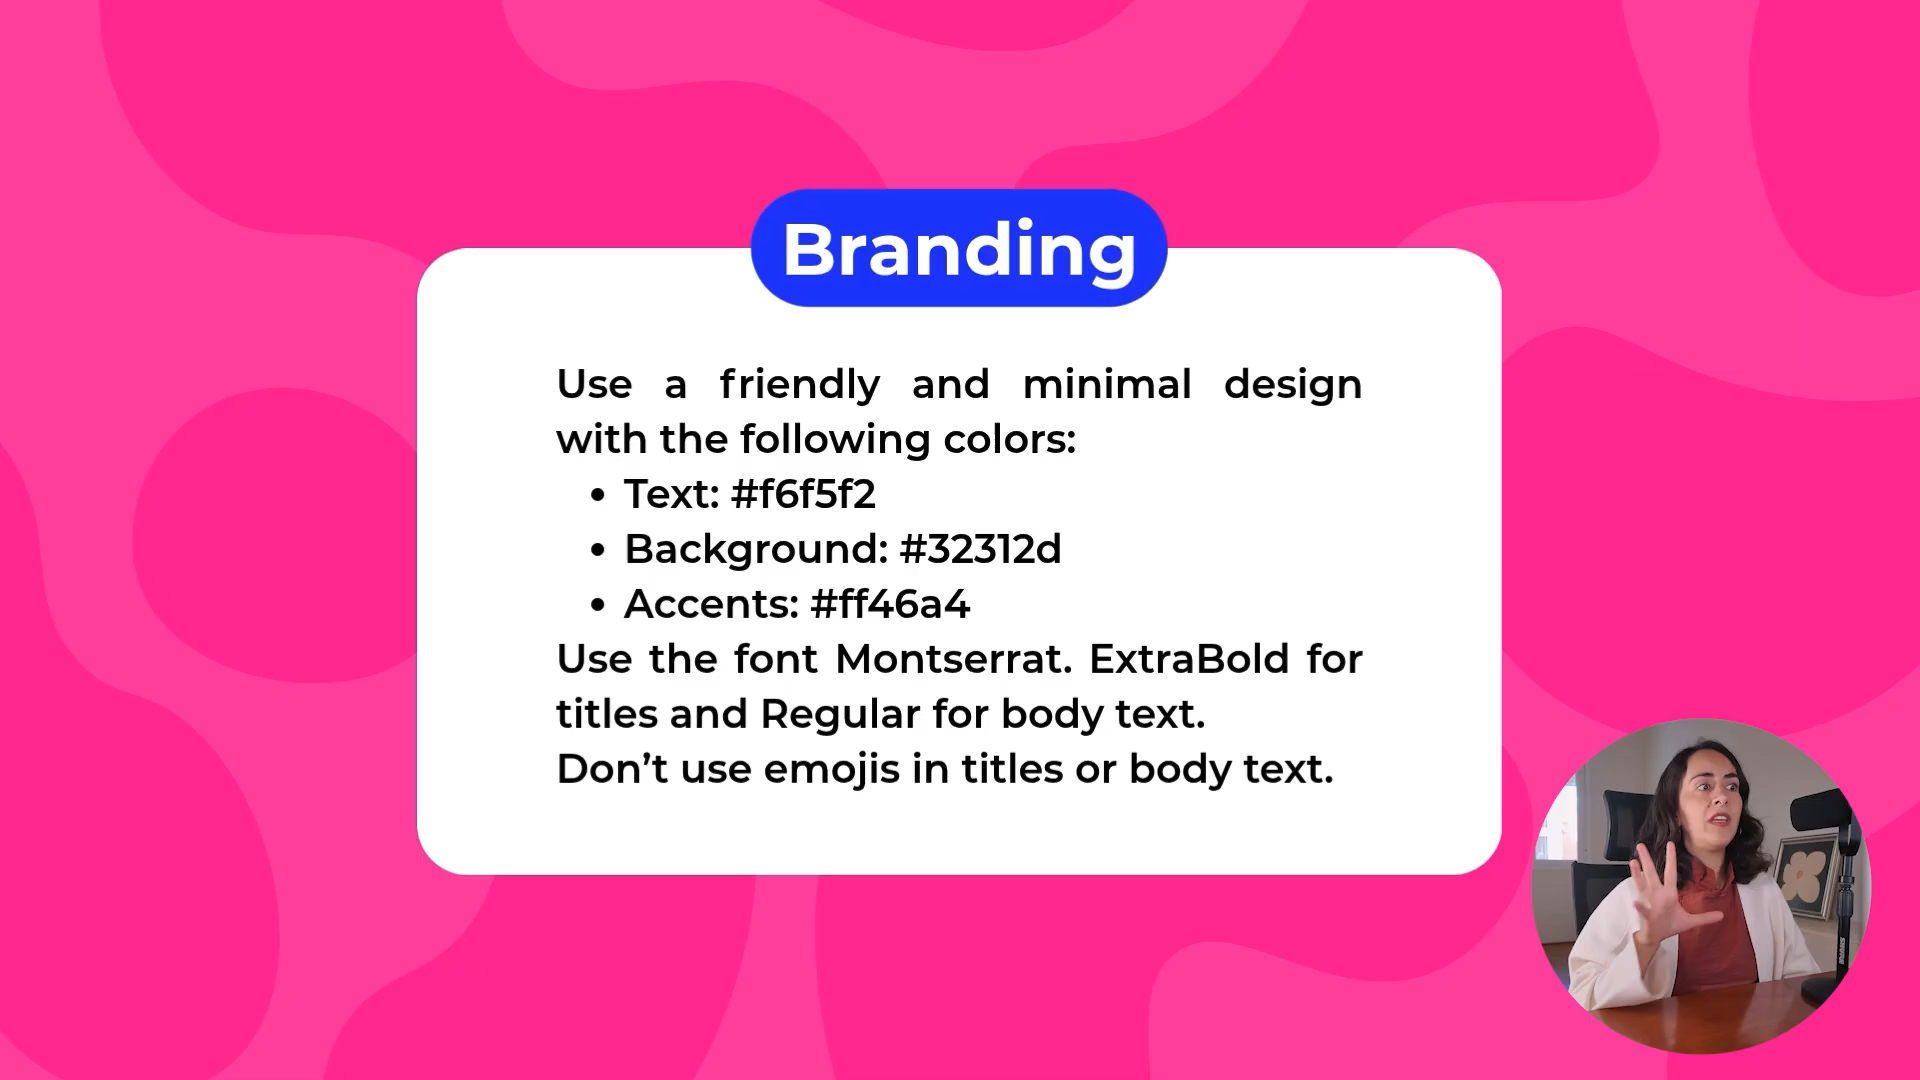 Branding
Use a friendly and minimal design
with the following colors:
• Text: #f6f5f2
• Background: #32312d
• Accents: #ff46a4
Use the font Montserrat. ExtraBold for
titles and Regular for body text.
Don’t use emojis in titles or body text.
SHURE